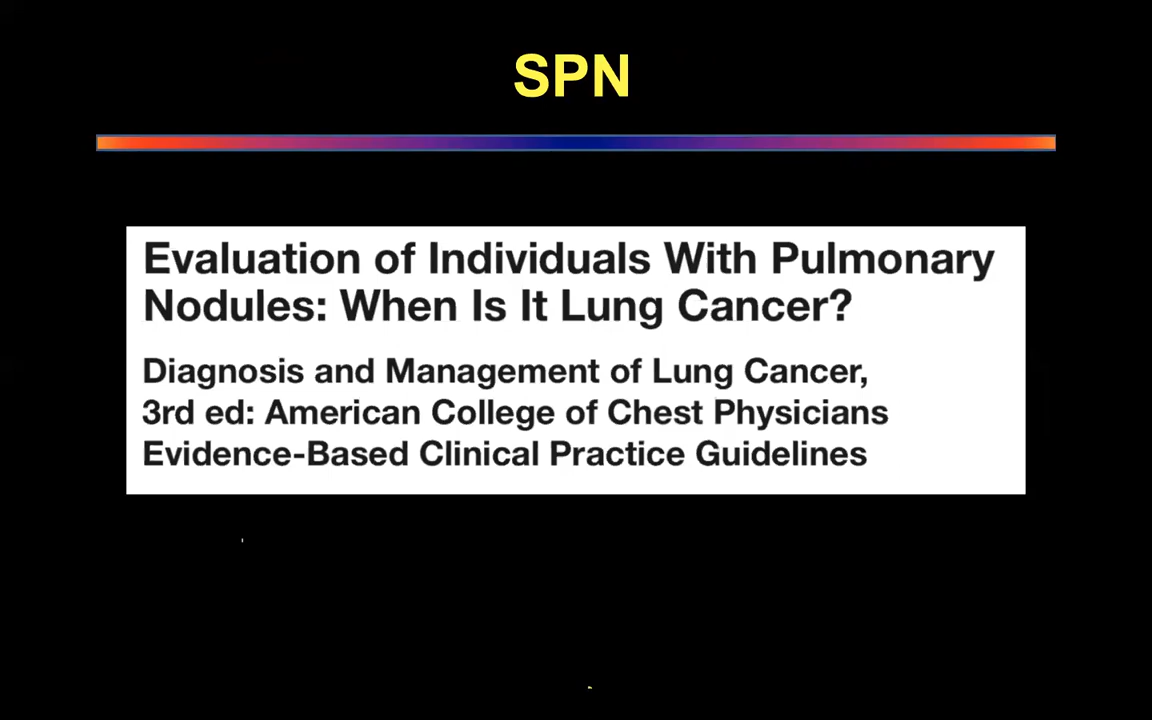 SPN
Evaluation of Individuals With Pulmonary
Nodules: When Is It Lung Cancer?
Diagnosis and Management of Lung Cancer,
3rd ed: American College of Chest Physicians
Evidence-Based Clinical Practice Guidelines